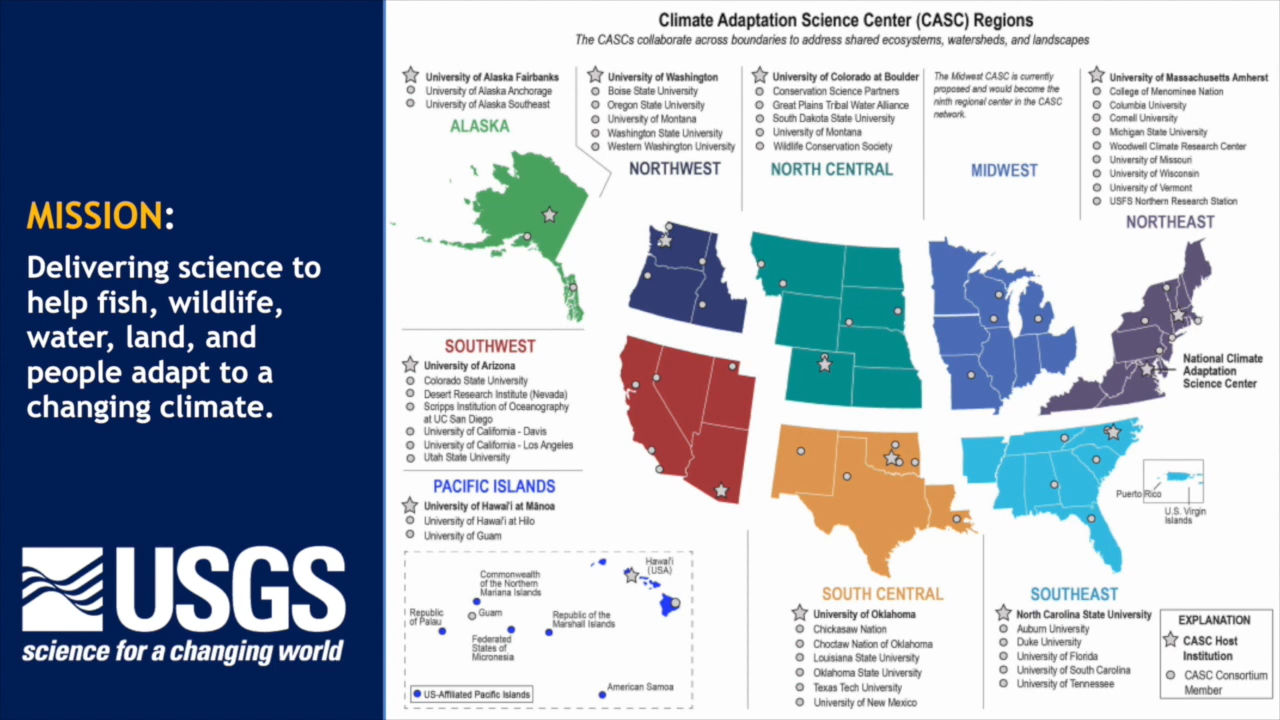 MISSION:
Delivering science to
help fish, wildlife,
water, land, and
people adapt to a
changing climate.
USGS
science for a changing world
Climate Adaptation Science Center (CASC) Regions
The CASCs collaborate across boundaries to address shared ecosystems, watersheds, and landscapes
University of Alaska Fairbanks
University of Alaska Anchorage
University of Alaska Southeast
ALASKA
University of Washington
Boise State University
Oregon State University
University of Montana
Washington State University
Western Washington University
NORTHWEST
University of Colorado at Boulder
Conservation Science Partners
Great Plains Tribal Water Alliance
South Dakota State University
University of Montana
Wildlife Conservation Society
NORTH CENTRAL
The Midwest CASC is currently
proposed and would become the
ninth regional center in the CASC
network.
MIDWEST
University of Massachusetts Amherst
College of Menominee Nation
Columbia University
Cornell University
Michigan State University
Woodwell Climate Research Center
University of Missouri
University of Wisconsin
University of Vermont
USFS Northern Research Station
NORTHEAST
National Climate
Adaptation
Science Center
SOUTHWEST
University of Arizona
Colorado State University
Desert Research Institute (Nevada)
Scripps Institution of Oceanography
at UC San Diego
University of California - Davis
University of California - Los Angeles
Utah State University
PACIFIC ISLANDS
University of Hawai'i at Mānoa
University of Hawai'i at Hilo
University of Guam
Hawai'i
(USA)
Commonwealth
of the Northern
Mariana Islands
Guam
Republic
of Palau
Federated
States of
Micronesia
Republic of the
Marshall Islands
American Samoa
US-Affiliated Pacific Islands
Puerto Rico
U.S. Virgin
Islands
SOUTH CENTRAL
University of Oklahoma
Chickasaw Nation
Choctaw Nation of Oklahoma
Louisiana State University
Oklahoma State University
Texas Tech University
University of New Mexico
SOUTHEAST
North Carolina State University
Auburn University
Duke University
University of Florida
University of South Carolina
University of Tennessee
EXPLANATION
CASC Host
Institution
CASC Consortium
Member